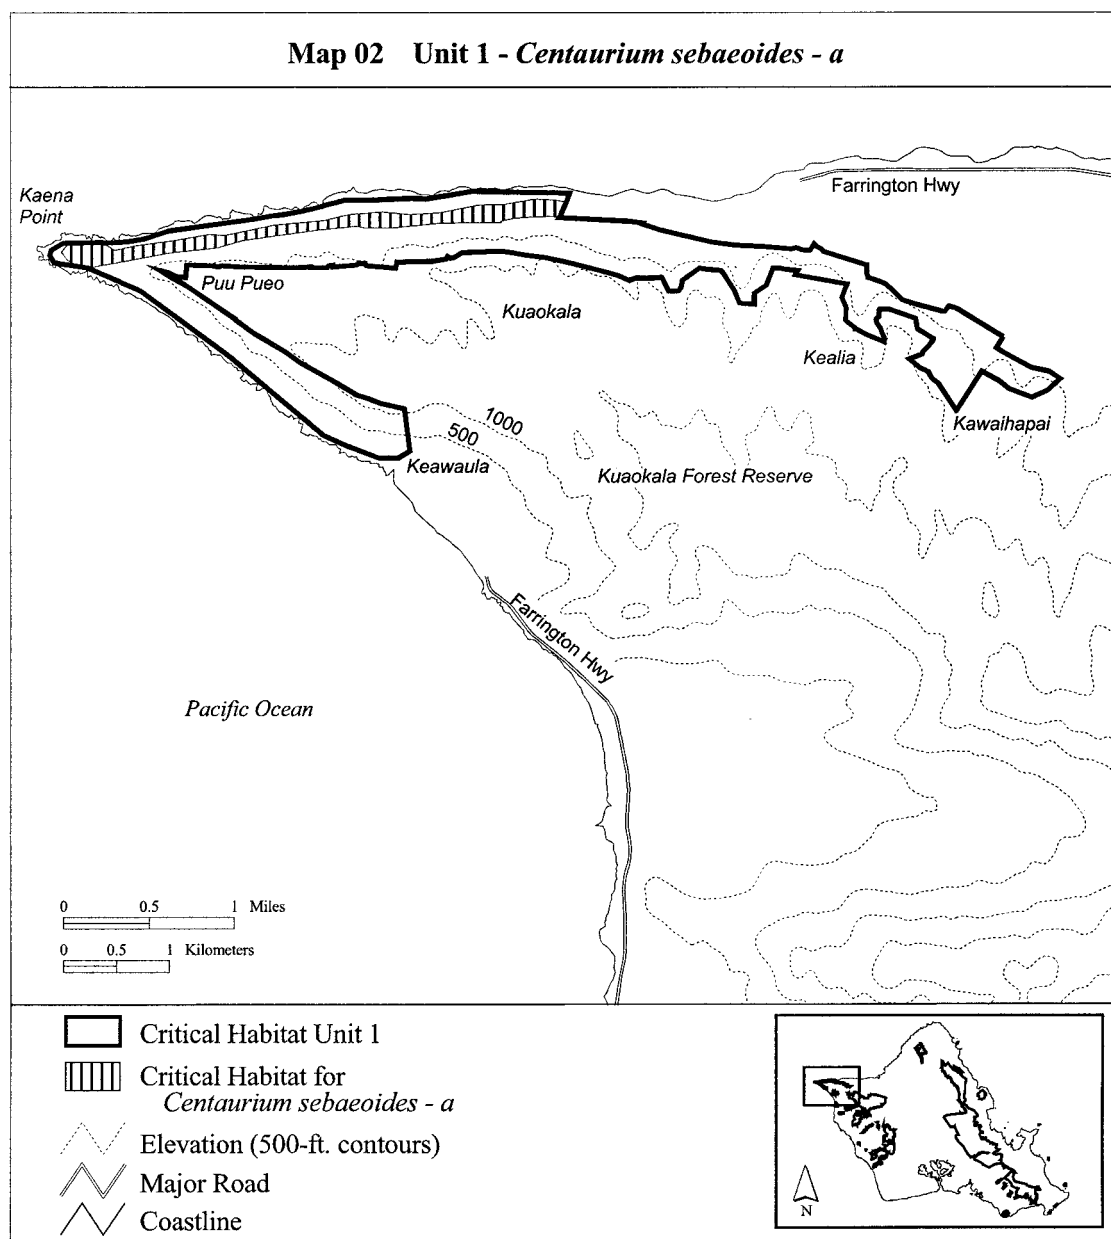 Map 02 Unit 1 - Centaurium sebaeoides - a
Farrington Hwy
Kaena
Point
Puu Pueo
Kuaokala
Kealia
Kawaihapai
1000
500
Keawaula
Kuaokala Forest Reserve
Farrington Hwy
Pacific Ocean
0 0.5 1 Miles
0 0.5 1 Kilometers
Critical Habitat Unit 1
Critical Habitat for
Centaurium sebaeoides - a
Elevation (500-ft. contours)
Major Road
Coastline
N